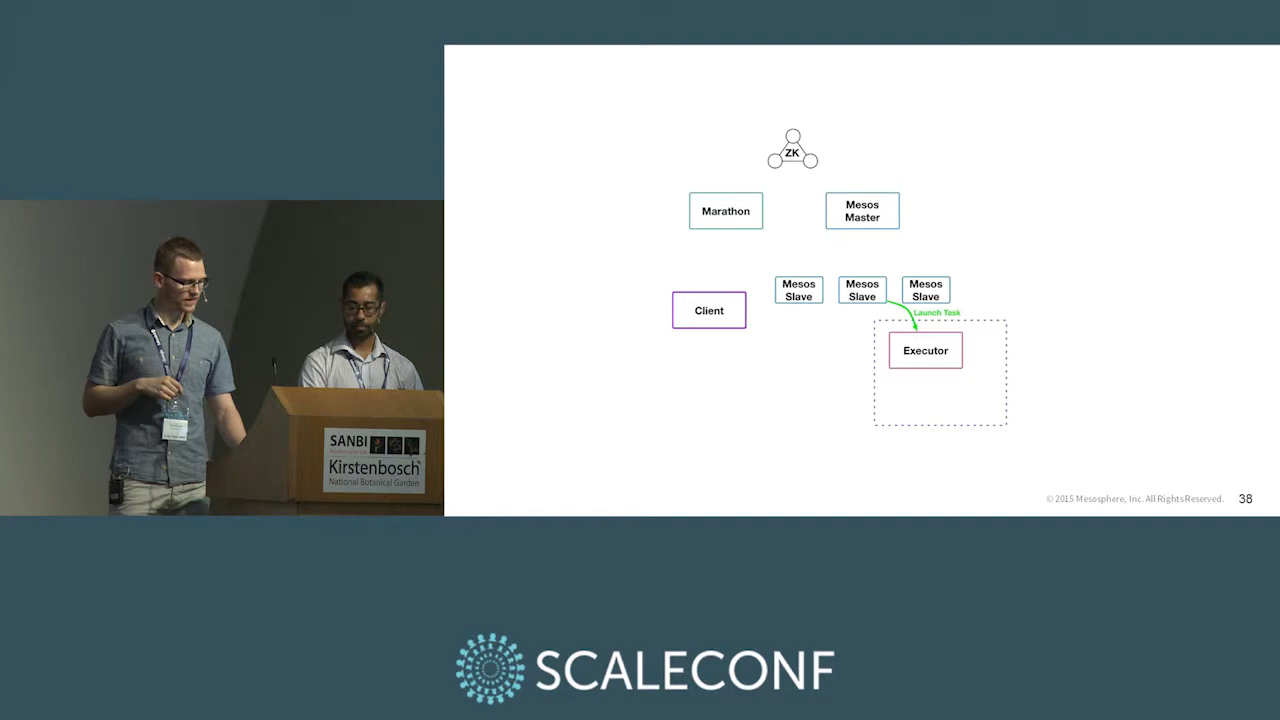 ZK
Marathon
Mesos
Master
Mesos
Slave
Mesos
Slave
Mesos
Slave
Client
Launch Task
Executor
© 2015 Mesosphere, Inc. All Rights Reserved.
38
SANBI
Kirstenbosch
National Botanical Garden
SCALECONF